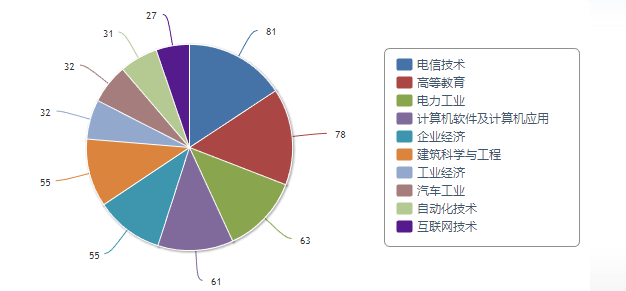 27
81
31
32
32
78
55
55
63
61
电信技术
高等教育
电力工业
计算机软件及计算机应用
企业经济
建筑科学与工程
工业经济
汽车工业
自动化技术
互联网技术